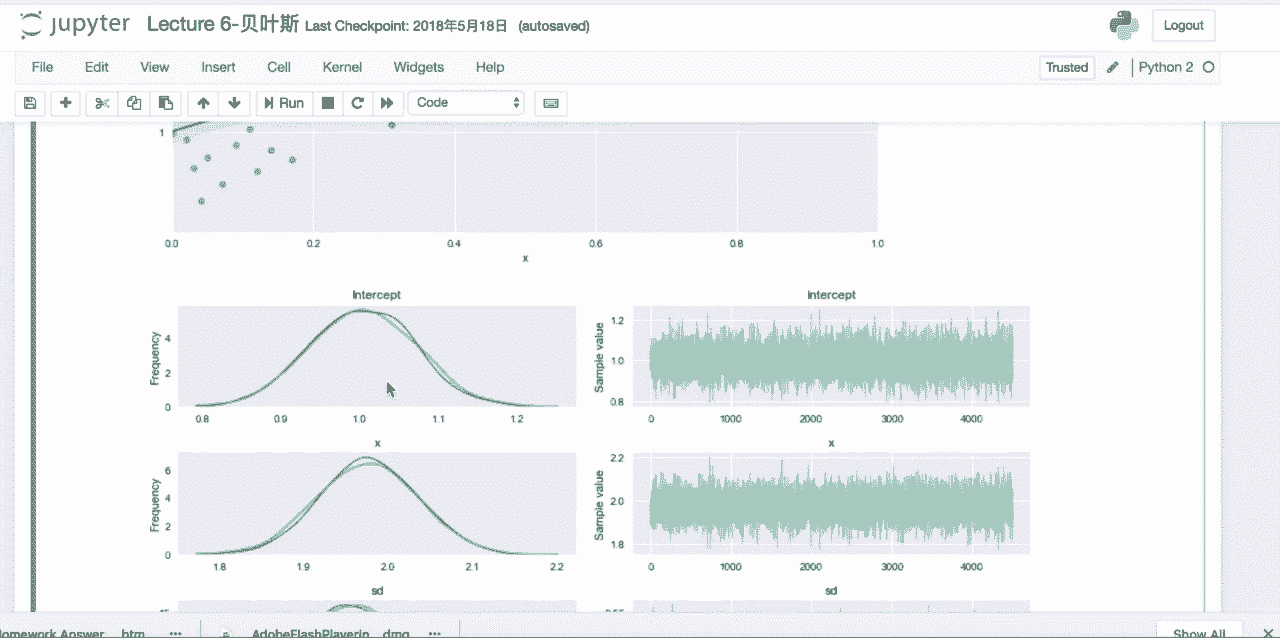 jupyter Lecture 6-贝叶斯 Last Checkpoint: 2018年5月18日 (autosaved) Logout
File Edit View Insert Cell Kernel Widgets Help Trusted Python 2
Run Code
1
0.0 0.2 0.4 0.6 0.8 1.0
x
Intercept Intercept
Frequency
4
2
0
0.8 0.9 1.0 1.1 1.2
Sample value
1.2
1.0
0.8
0 1000 2000 3000 4000
x x
Frequency
6
4
2
0
1.8 1.9 2.0 2.1 2.2
Sample value
2.2
2.0
1.8
0 1000 2000 3000 4000
sd sd
omework Answer .htm ... AdobeFlashPlayerIn .dmg ... Show All